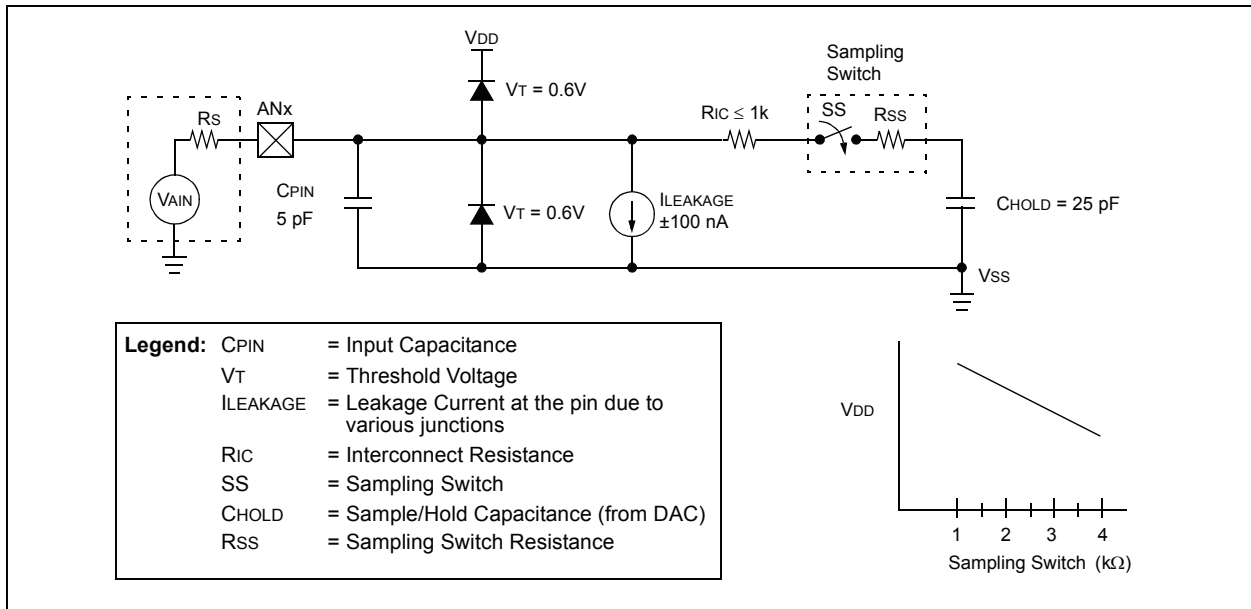 VDD
Sampling
Switch
VT = 0.6V
RS
ANx
RIC ≤ 1k
SS
RSS
VAIN
CPIN
5 pF
VT = 0.6V
ILEAKAGE
±100 nA
CHOLD = 25 pF
VSS
Legend: CPIN = Input Capacitance
VT = Threshold Voltage
ILEAKAGE = Leakage Current at the pin due to
various junctions
RIC = Interconnect Resistance
SS = Sampling Switch
CHOLD = Sample/Hold Capacitance (from DAC)
RSS = Sampling Switch Resistance
VDD
1 2 3 4
Sampling Switch (kΩ)